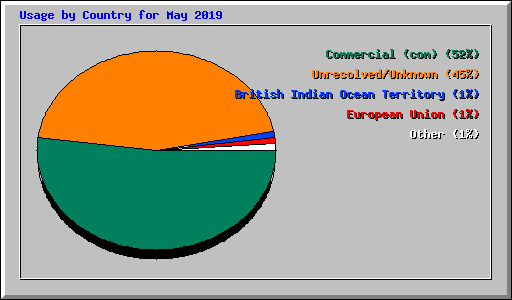 Usage by Country for May 2019
Commercial (com) (52%)
Unresolved/Unknown (45%)
British Indian Ocean Territory (1%)
European Union (1%)
Other (1%)